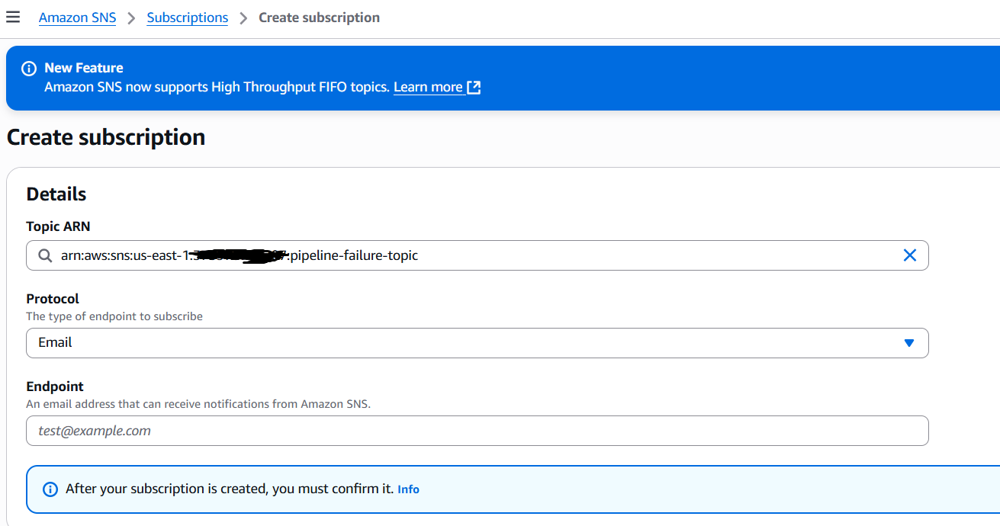 Amazon SNS > Subscriptions > Create subscription
New Feature
Amazon SNS now supports High Throughput FIFO topics. Learn more
Create subscription
Details
Topic ARN
arn:aws:sns:us-east-1: :pipeline-failure-topic
Protocol
The type of endpoint to subscribe
Email
Endpoint
An email address that can receive notifications from Amazon SNS.
test@example.com
After your subscription is created, you must confirm it. Info